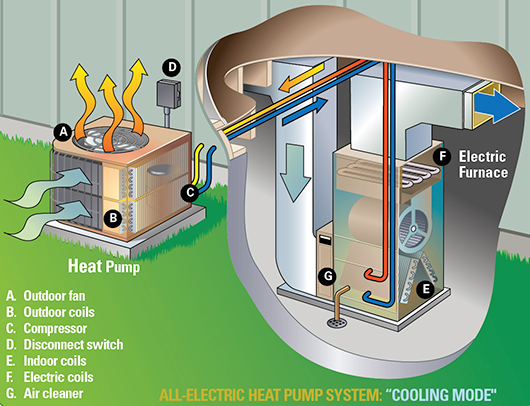 D
A
C
B
F
Electric
Furnace
G
E
Heat Pump
A. Outdoor fan
B. Outdoor coils
C. Compressor
D. Disconnect switch
E. Indoor coils
F. Electric coils
G. Air cleaner
ALL-ELECTRIC HEAT PUMP SYSTEM: "COOLING MODE"